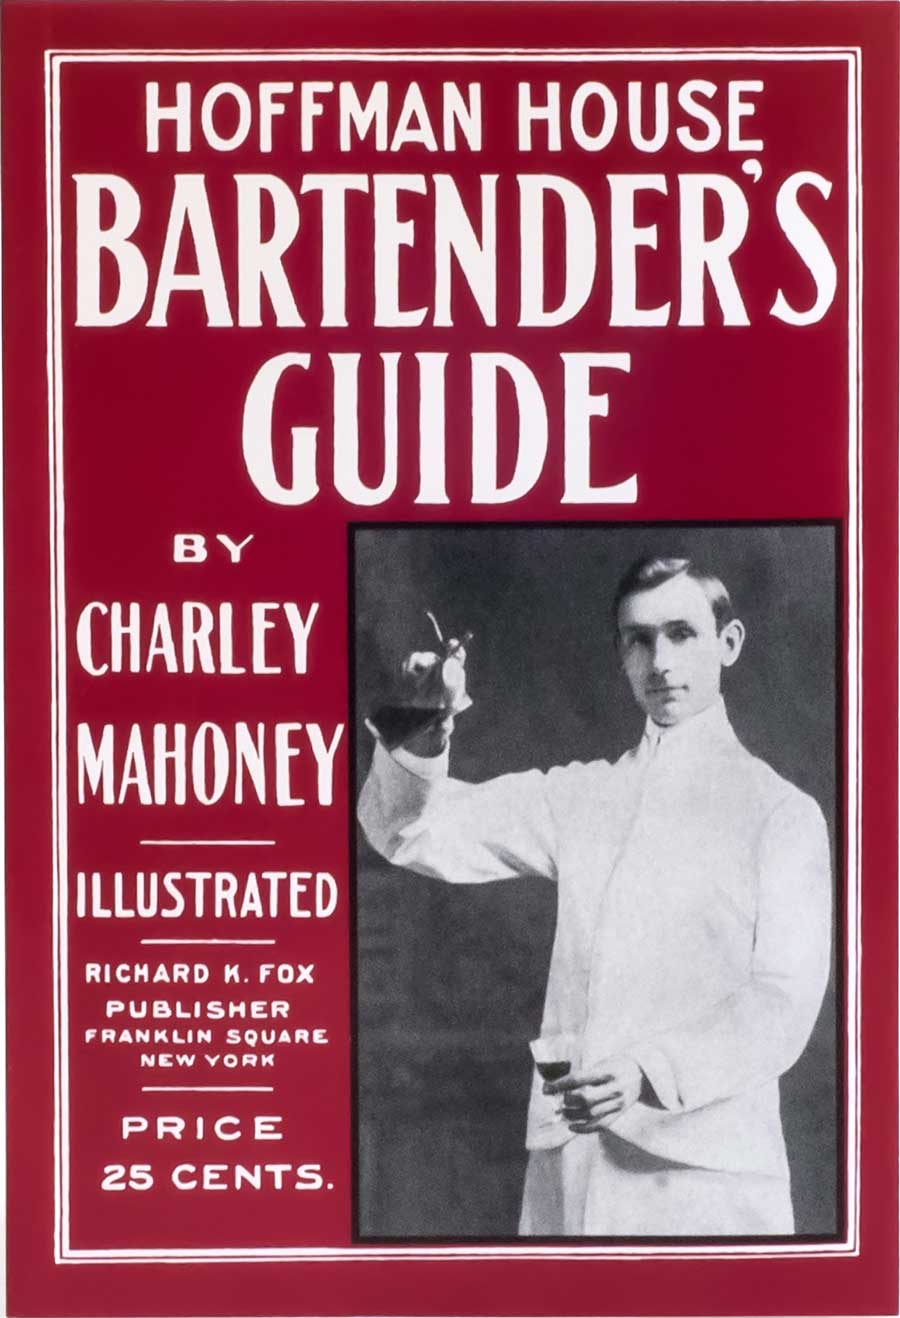 HOFFMAN HOUSE
BARTENDER'S
GUIDE
BY
CHARLEY
MAHONEY
ILLUSTRATED
RICHARD K. FOX
PUBLISHER
FRANKLIN SQUARE
NEW YORK
PRICE
25 CENTS.